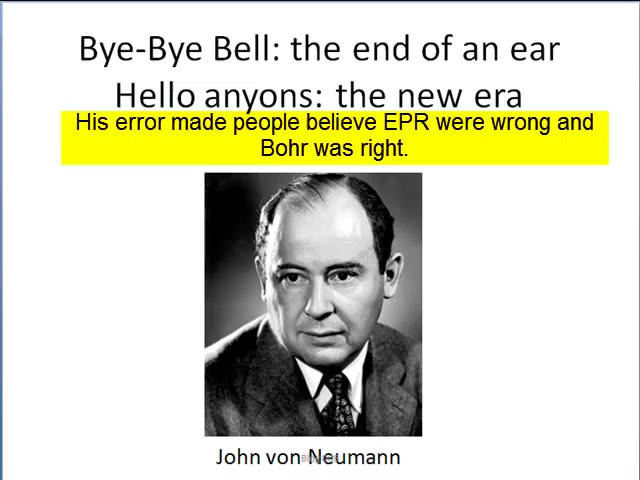 Bye-Bye Bell: the end of an ear
Hello anyons: the new era
His error made people believe EPR were wrong and
Bohr was right.
John von Neumann